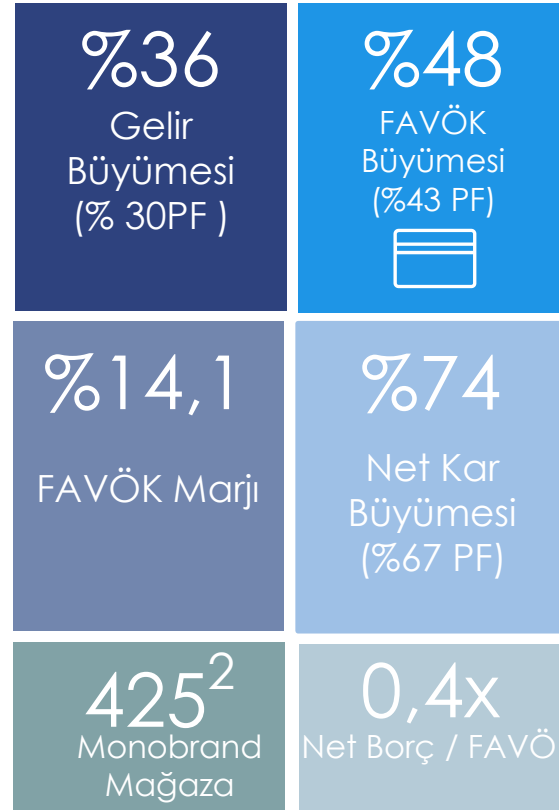 %36
Gelir
Büyümesi
(% 30PF )
%48
FAVÖK
Büyümesi
(%43 PF)
%14,1
FAVÖK Marjı
%74
Net Kar
Büyümesi
(%67 PF)
425²
Monobrand
Mağaza
0,4x
Net Borç / FAVÖ